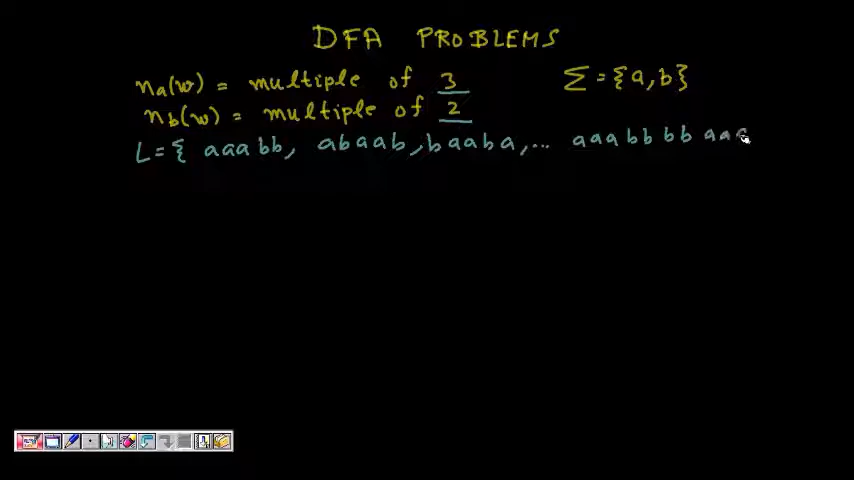 DFA PROBLEMS
na(w) = multiple of 3 Σ = {a,b}
nb(w) = multiple of 2
L = { aaabb, abaab, baaba, ... aaabbbbaaa